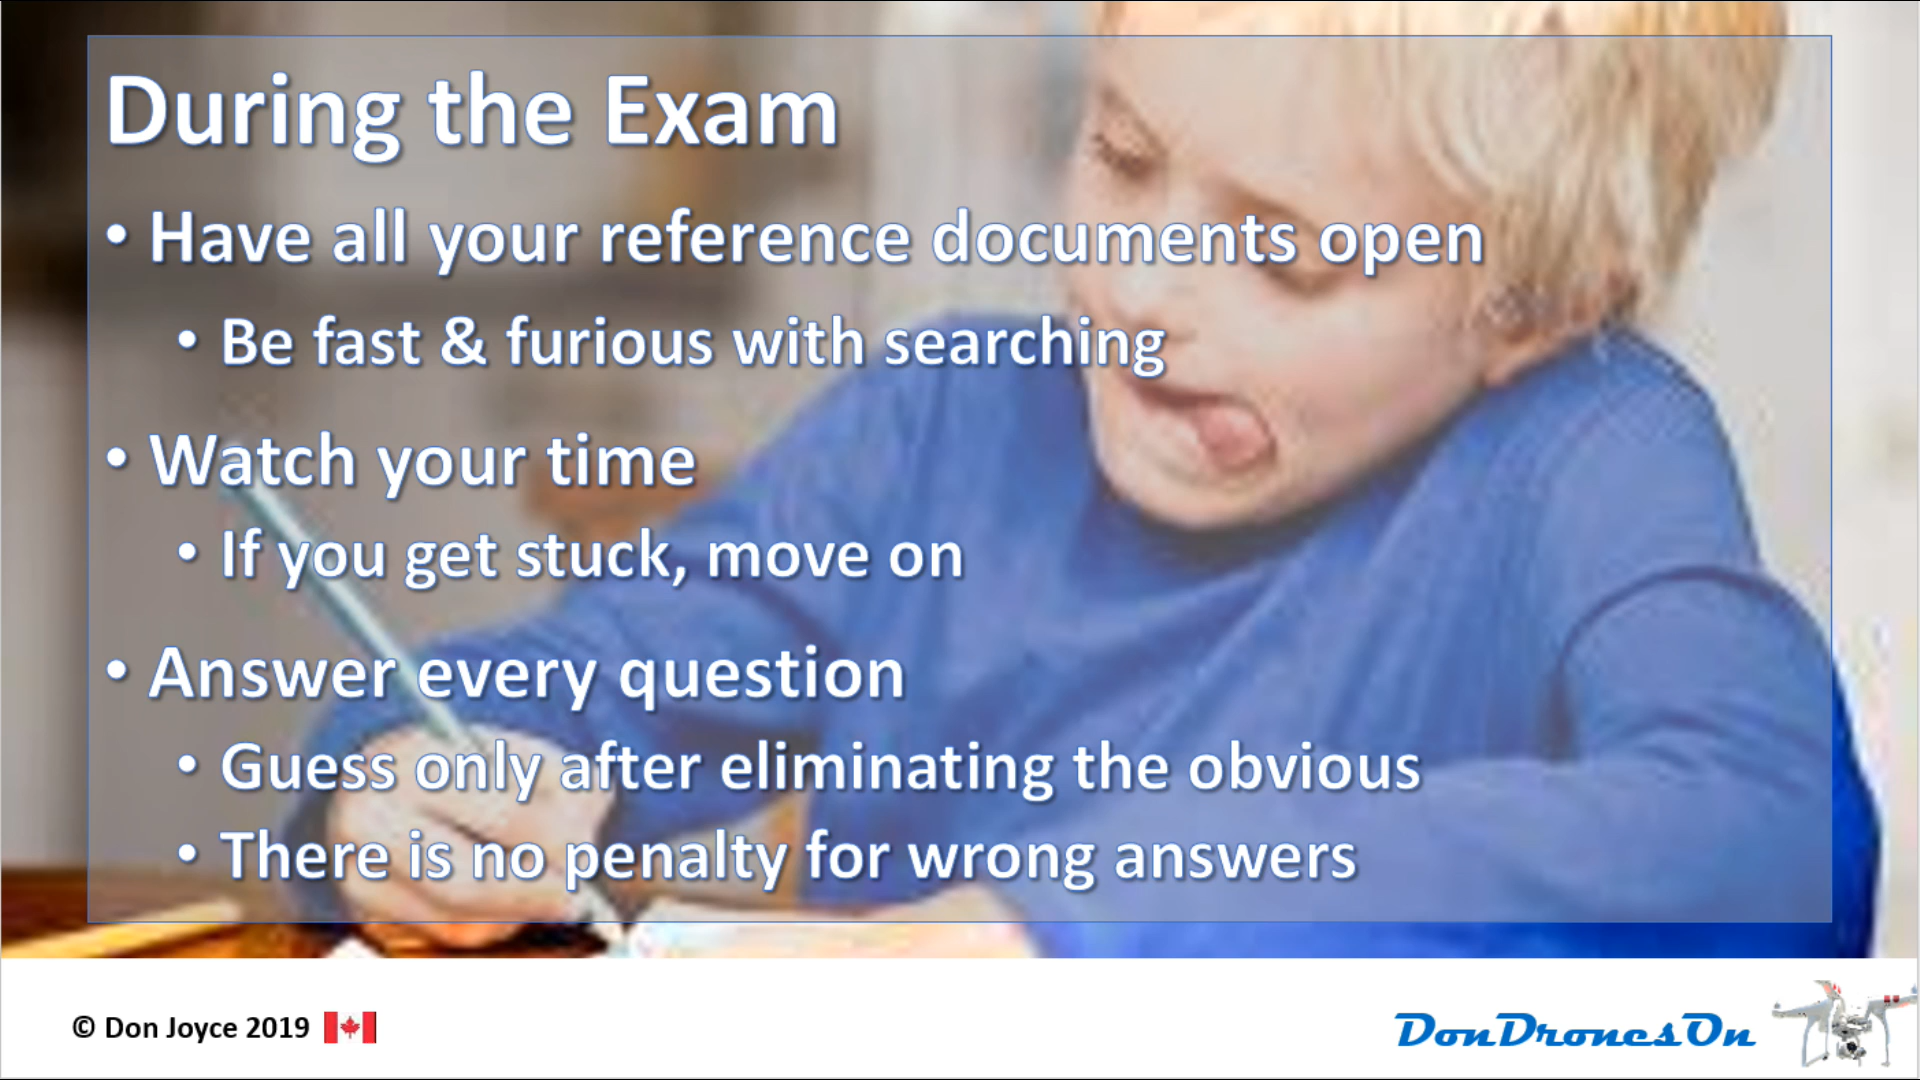 During the Exam
• Have all your reference documents open
• Be fast & furious with searching
• Watch your time
• If you get stuck, move on
• Answer every question
• Guess only after eliminating the obvious
• There is no penalty for wrong answers
© Don Joyce 2019
DonDronesOn